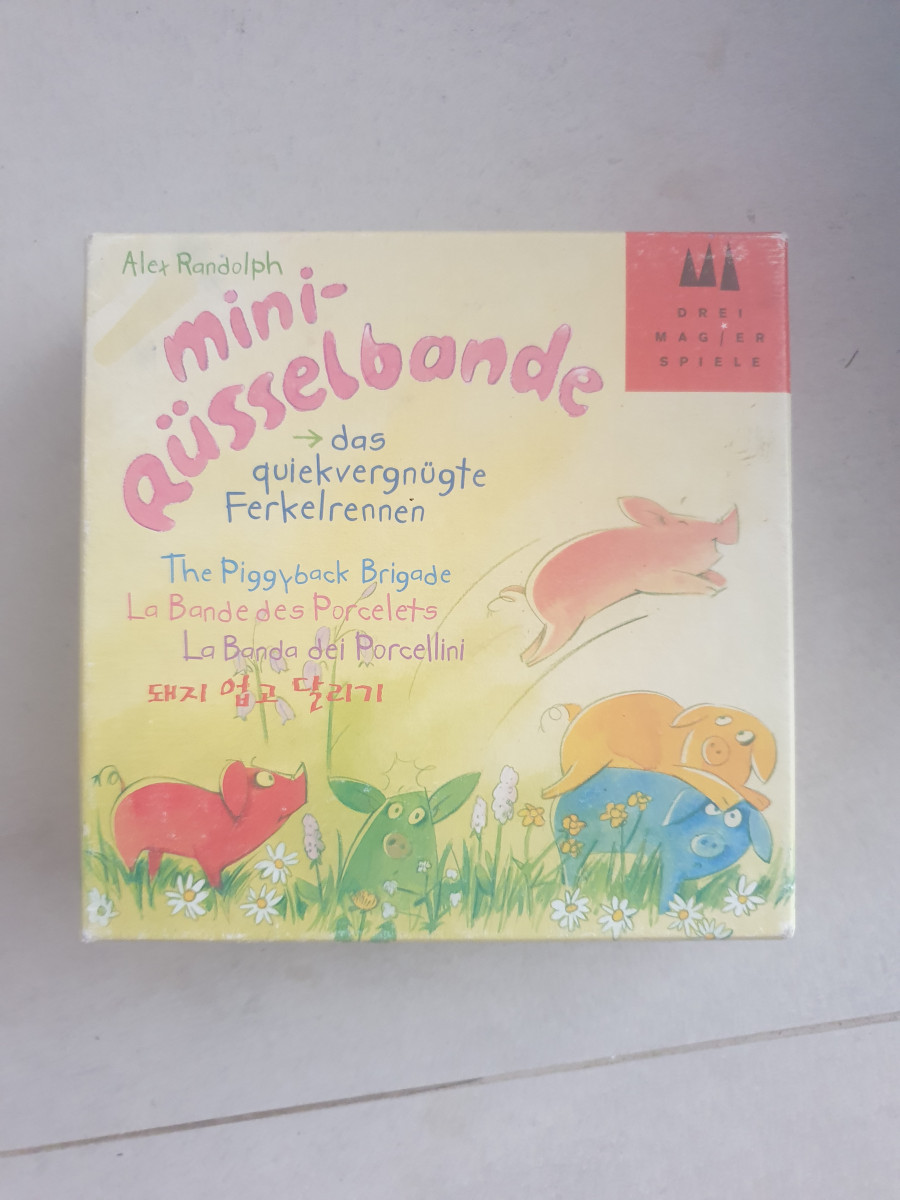 Alex Randolph
mini-
Rüsselbande
→ das
quiekvergnügte
Ferkelrennen
The Piggyback Brigade
La Bande des Porcelets
La Banda dei Porcellini
돼지 업고 달리기
DREI
MAGIER
SPIELE